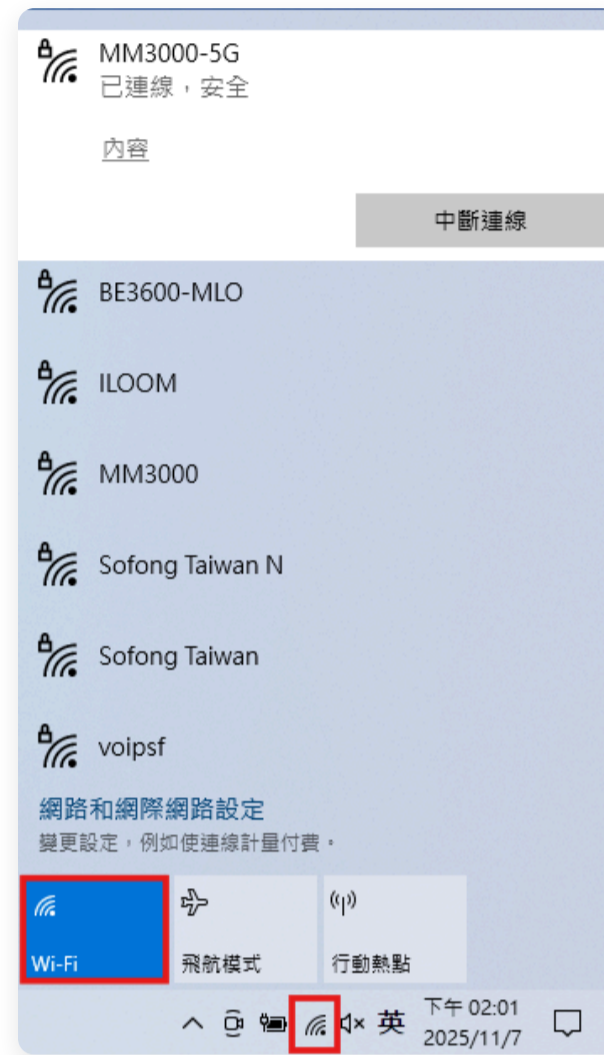 MM3000-5G
已連線，安全
內容
中斷連線
BE3600-MLO
ILOOM
MM3000
Sofong Taiwan N
Sofong Taiwan
voipsf
網路和網際網路設定
變更設定，例如使連線計量付費。
Wi-Fi
飛航模式
行動熱點
英
下午 02:01
2025/11/7